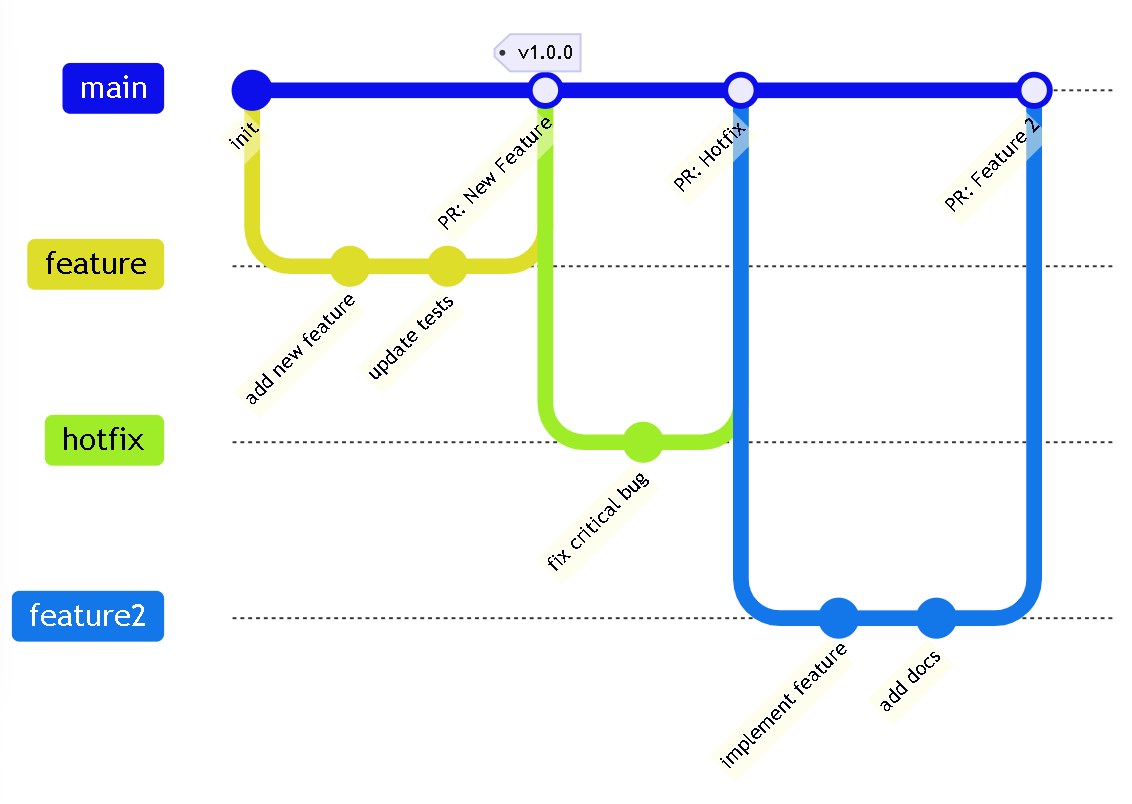 v1.0.0
main
init
PR: New Feature
PR: Hotfix
PR: Feature 2
feature
add new feature
update tests
hotfix
fix critical bug
feature2
implement feature
add docs